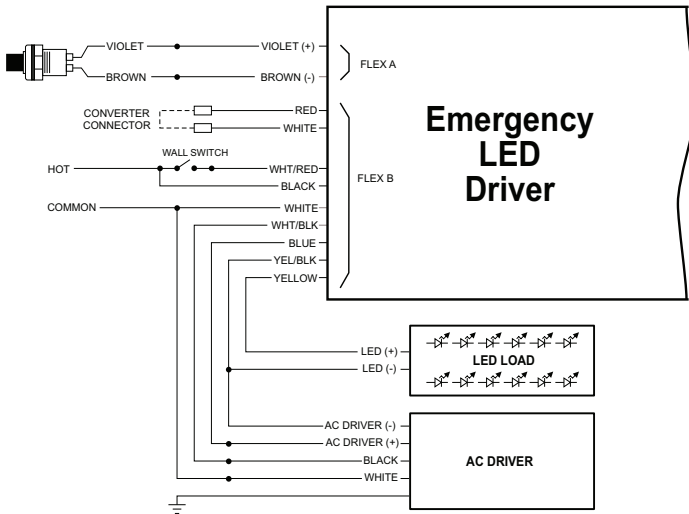 VIOLET
VIOLET (+)
BROWN
BROWN (-)
FLEX A
CONVERTER
CONNECTOR
RED
WHITE
WALL SWITCH
HOT
WHT/RED
BLACK
FLEX B
COMMON
WHITE
WHT/BLK
BLUE
YEL/BLK
YELLOW
Emergency
LED
Driver
LED (+)
LED (-)
LED LOAD
AC DRIVER (-)
AC DRIVER (+)
BLACK
WHITE
AC DRIVER